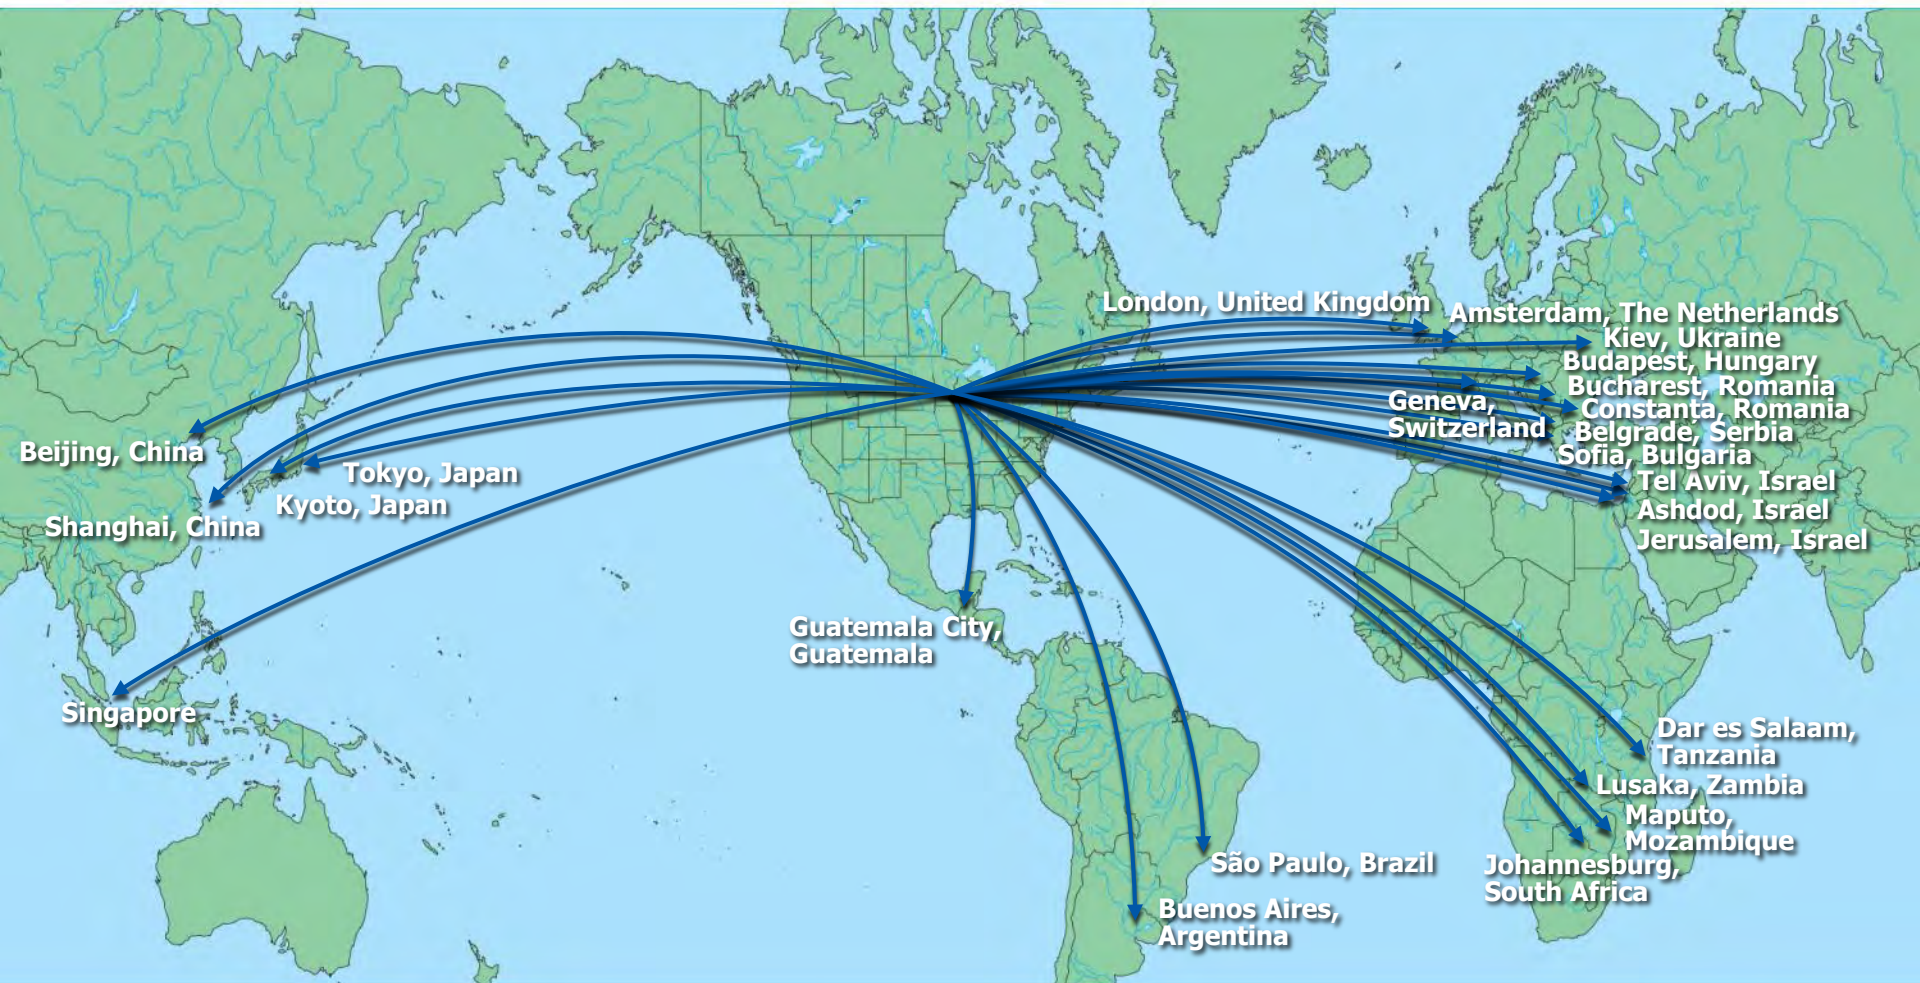 London, United Kingdom
Amsterdam, The Netherlands
Kiev, Ukraine
Budapest, Hungary
Bucharest, Romania
Geneva,
Switzerland
Constanta, Romania
Belgrade, Serbia
Sofia, Bulgaria
Tel Aviv, Israel
Ashdod, Israel
Jerusalem, Israel
Beijing, China
Tokyo, Japan
Kyoto, Japan
Shanghai, China
Singapore
Guatemala City,
Guatemala
Dar es Salaam,
Tanzania
Lusaka, Zambia
Maputo,
Mozambique
Johannesburg,
South Africa
São Paulo, Brazil
Buenos Aires,
Argentina